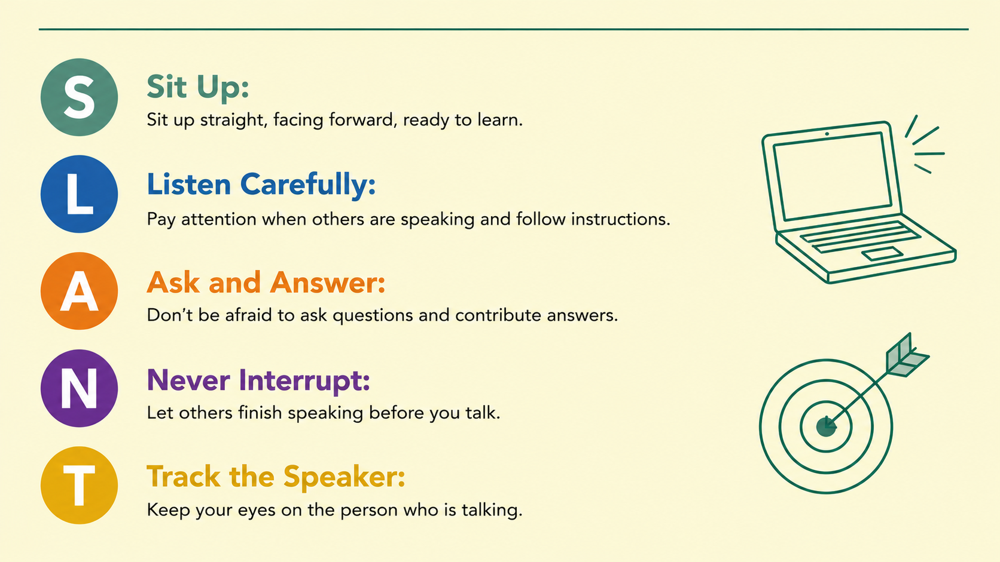 S
Sit Up:
Sit up straight, facing forward, ready to learn.
L
Listen Carefully:
Pay attention when others are speaking and follow instructions.
A
Ask and Answer:
Don’t be afraid to ask questions and contribute answers.
N
Never Interrupt:
Let others finish speaking before you talk.
T
Track the Speaker:
Keep your eyes on the person who is talking.